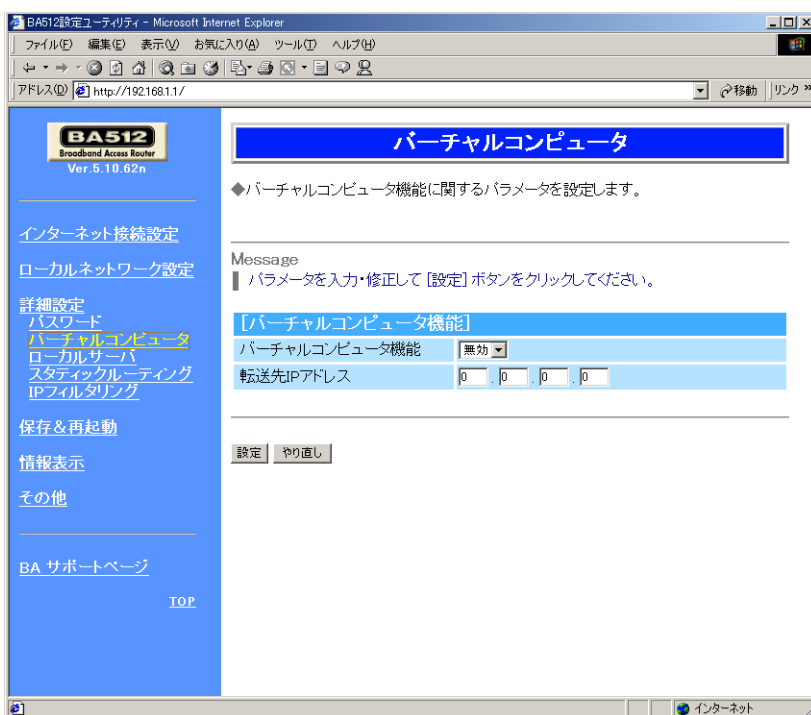 BA512設定ユーティリティ - Microsoft Internet Explorer
ファイル(F) 編集(E) 表示(V) お気に入り(A) ツール(T) ヘルプ(H)
アドレス(D) http://192.168.1.1/ 移動 リンク »
BA512
Broadband Access Router
Ver.5.10.62n
インターネット接続設定
ローカルネットワーク設定
詳細設定
パスワード
バーチャルコンピュータ
ローカルサーバ
スタティックルーティング
IPフィルタリング
保存&再起動
情報表示
その他
BA サポートページ
TOP
バーチャルコンピュータ
◆バーチャルコンピュータ機能に関するパラメータを設定します。
Message
パラメータを入力・修正して [設定] ボタンをクリックしてください。
[バーチャルコンピュータ機能]
バーチャルコンピュータ機能 無効
転送先IPアドレス 0 . 0 . 0 . 0
設定 やり直し
インターネット